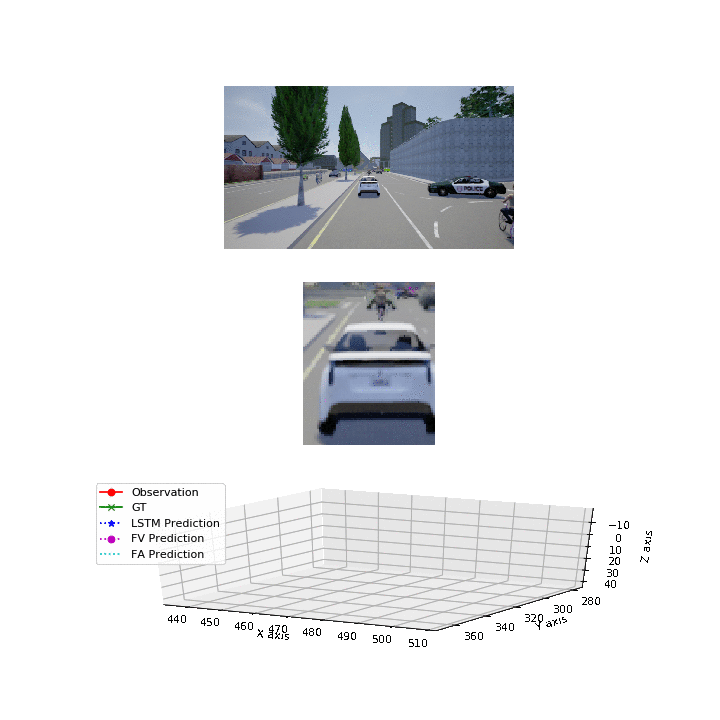 POLICE
Observation
GT
LSTM Prediction
FV Prediction
FA Prediction
−10
0
10
20
30
40
Z axis
440
450
460
470
480
490
500
510
X axis
360
340
320
300
280
Y axis